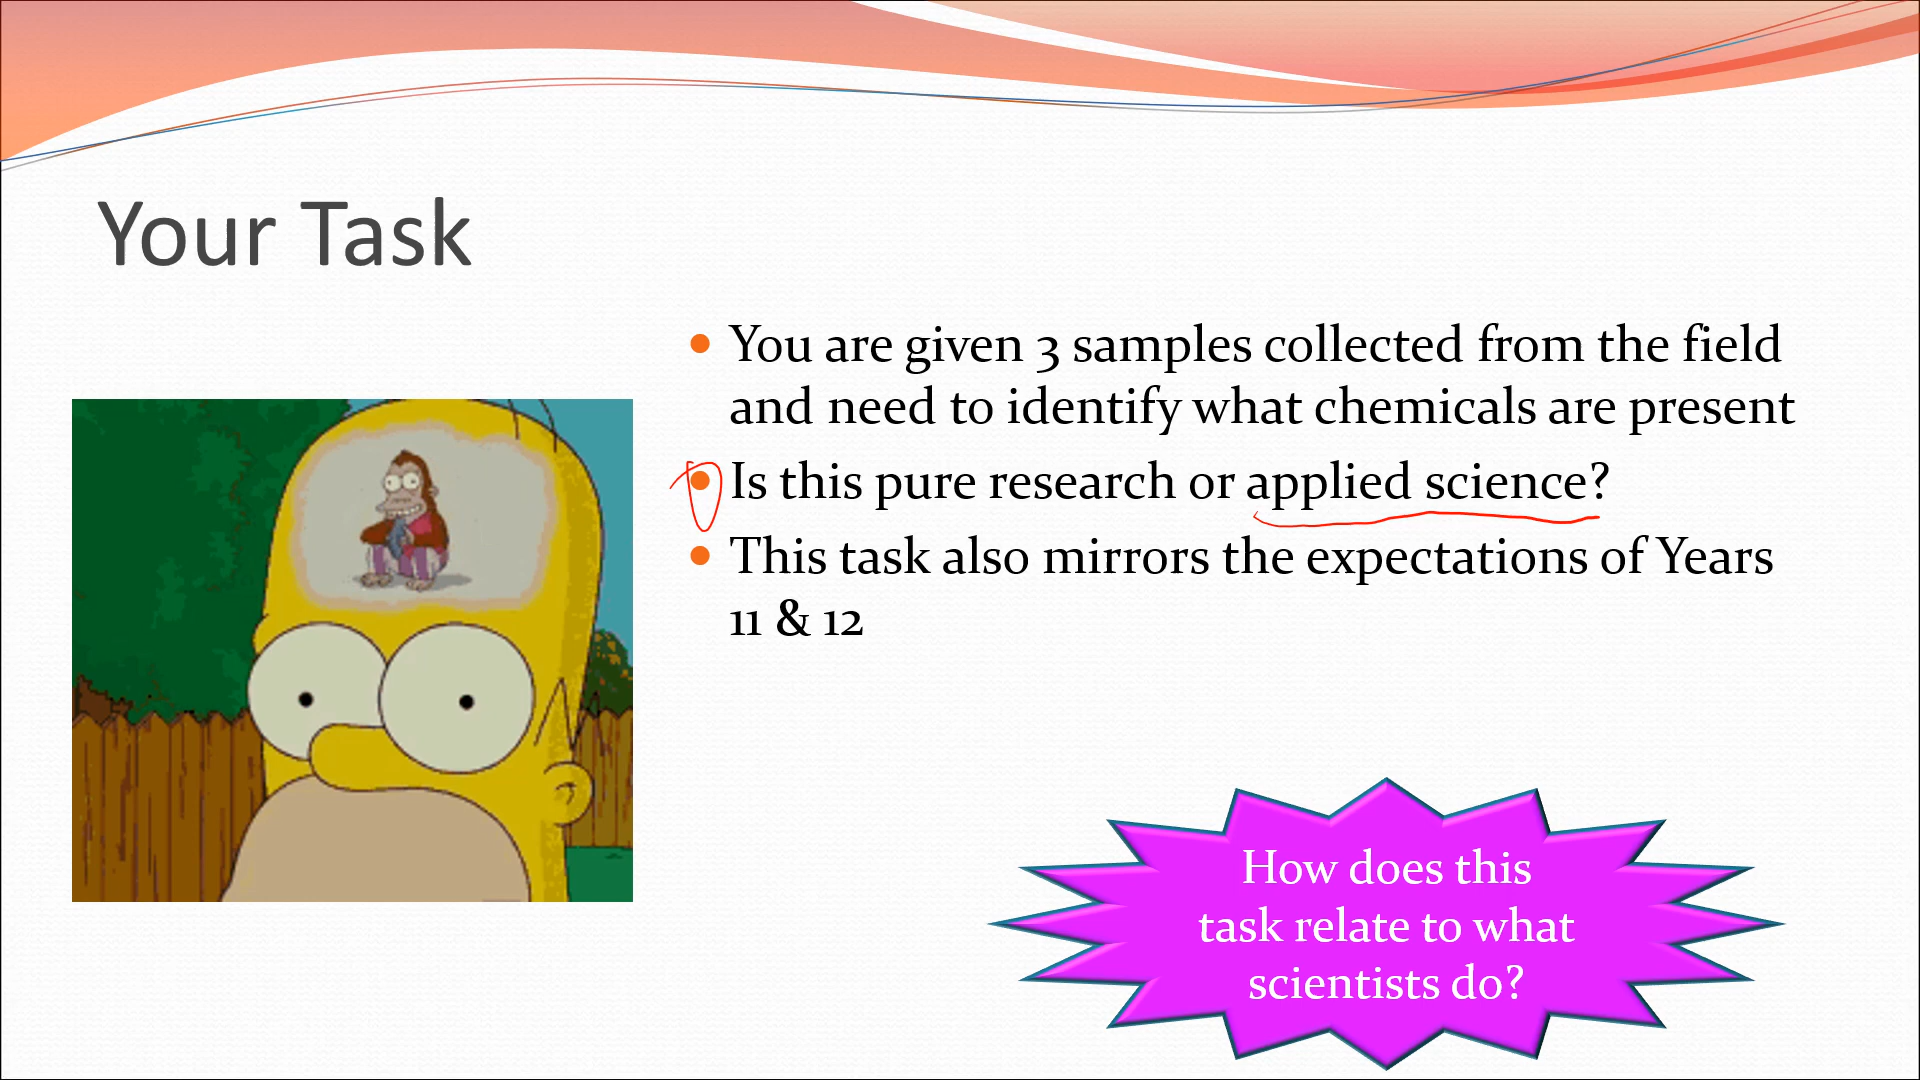 Your Task
You are given 3 samples collected from the field
and need to identify what chemicals are present
Is this pure research or applied science?
This task also mirrors the expectations of Years
11 & 12
How does this
task relate to what
scientists do?